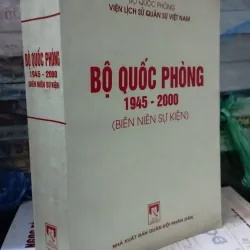 BỘ QUỐC PHÒNG
VIỆN LỊCH SỬ QUÂN SỰ VIỆT NAM
BỘ QUỐC PHÒNG
1945 - 2000
(BIÊN NIÊN SỰ KIỆN)
NHÀ XUẤT BẢN QUÂN ĐỘI NHÂN DÂN
BỘ QUỐC PHÒNG
1945 - 2000
(BIÊN NIÊN SỰ KIỆN)